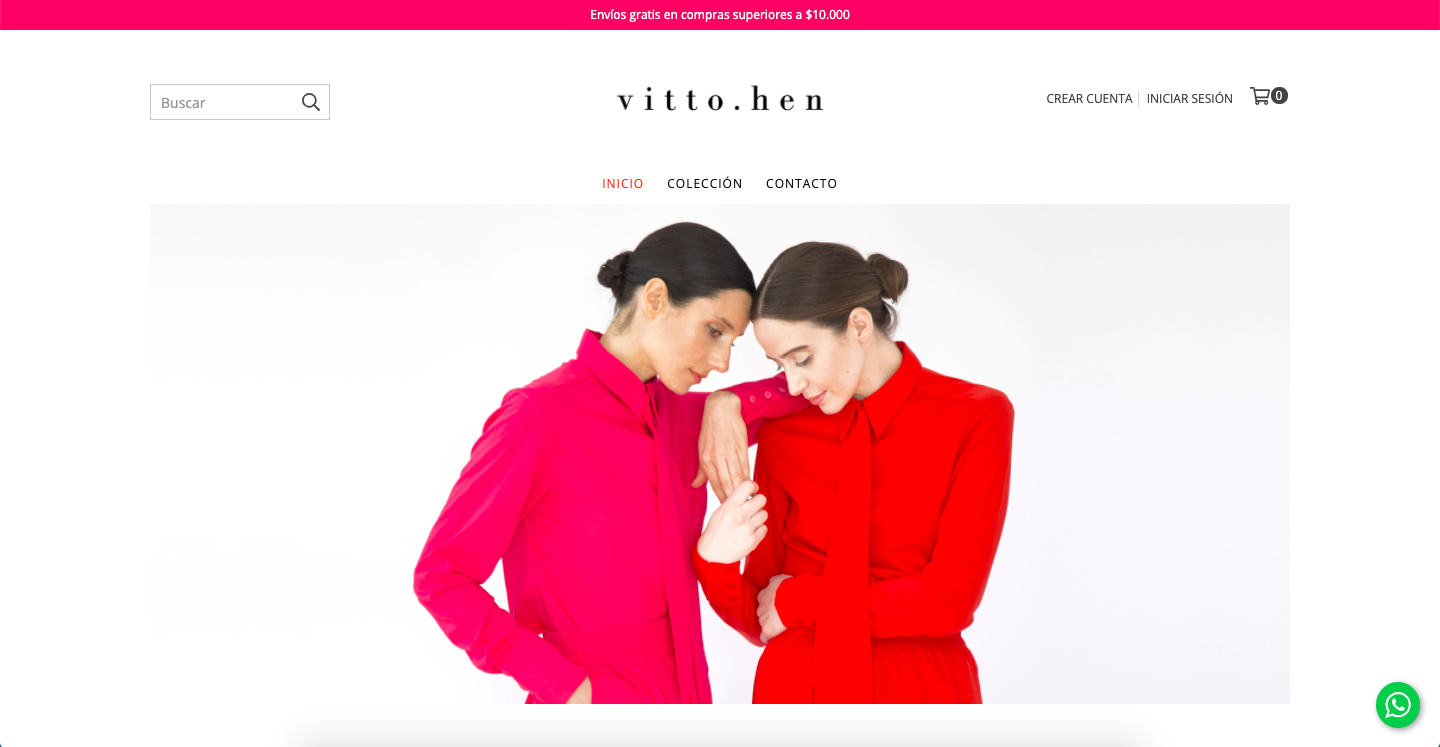 Envíos gratis en compras superiores a $10.000
Buscar
vitto.hen
CREAR CUENTA
INICIAR SESIÓN
0
INICIO
COLECCIÓN
CONTACTO